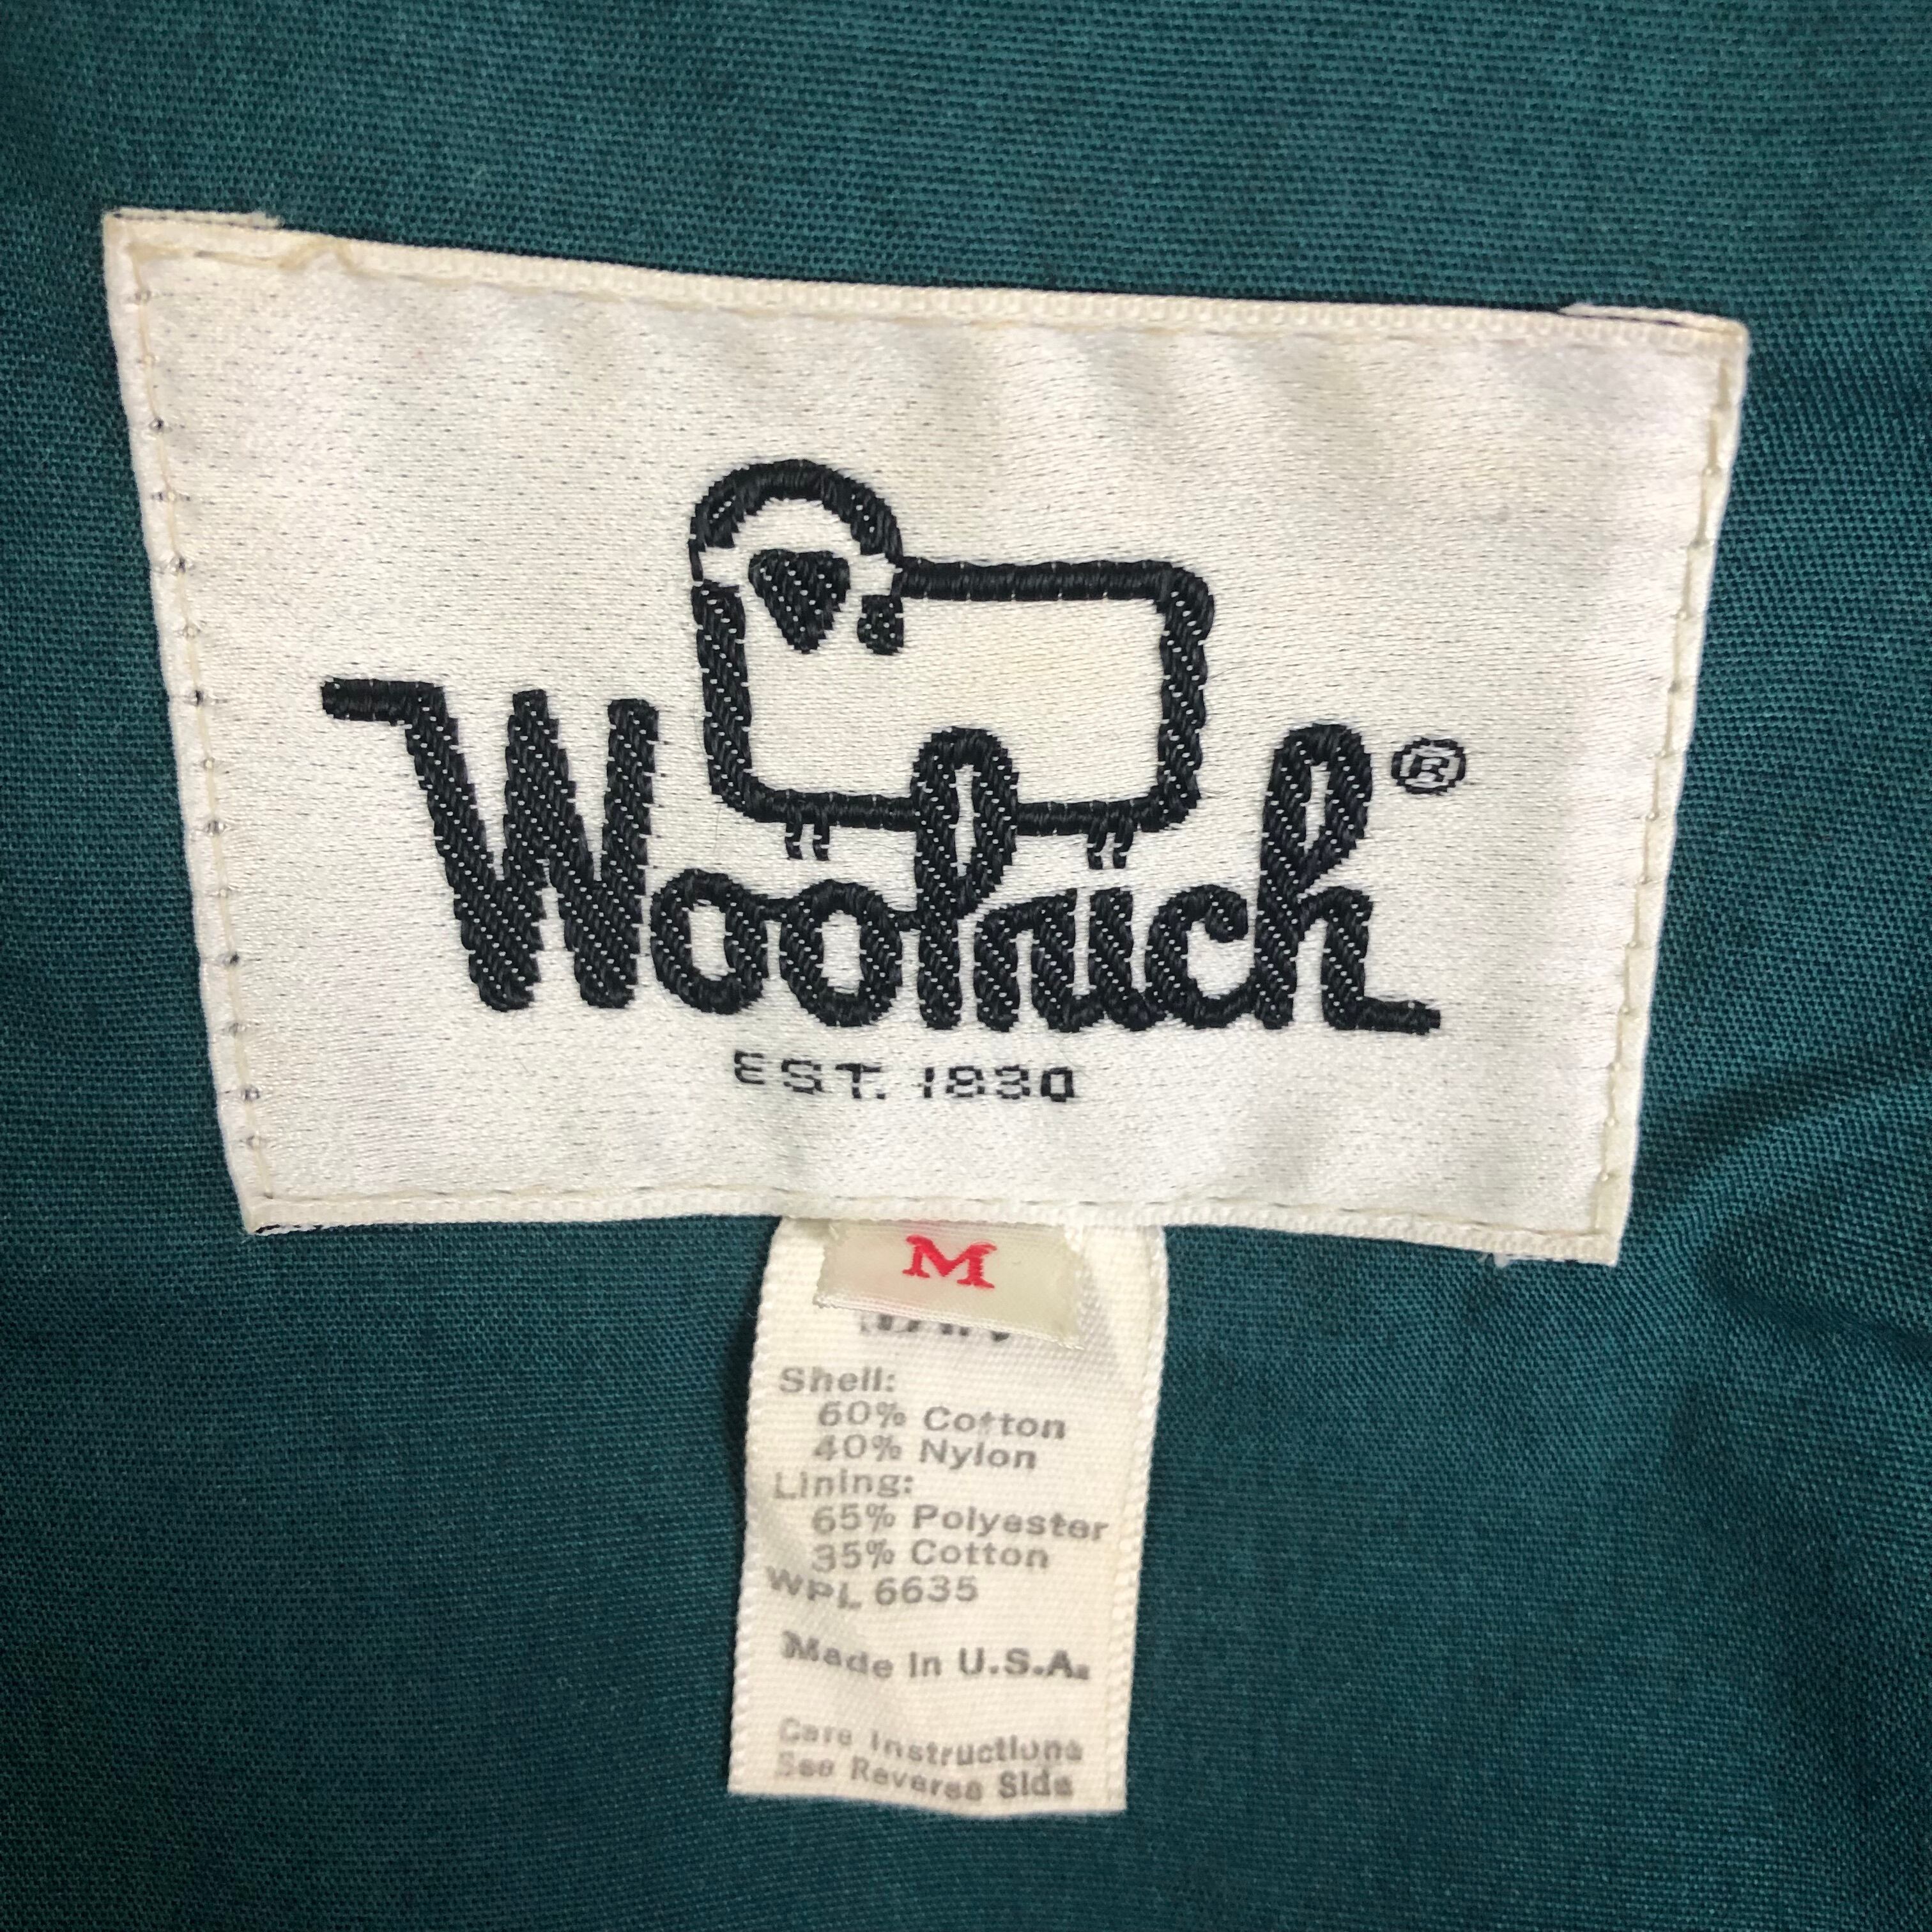 Woolrich®
EST. 1830
M
Shell:
60% Cotton
40% Nylon
Lining:
65% Polyester
35% Cotton
WPL 6635
Made In U.S.A.
Care Instructions
See Reverse Side